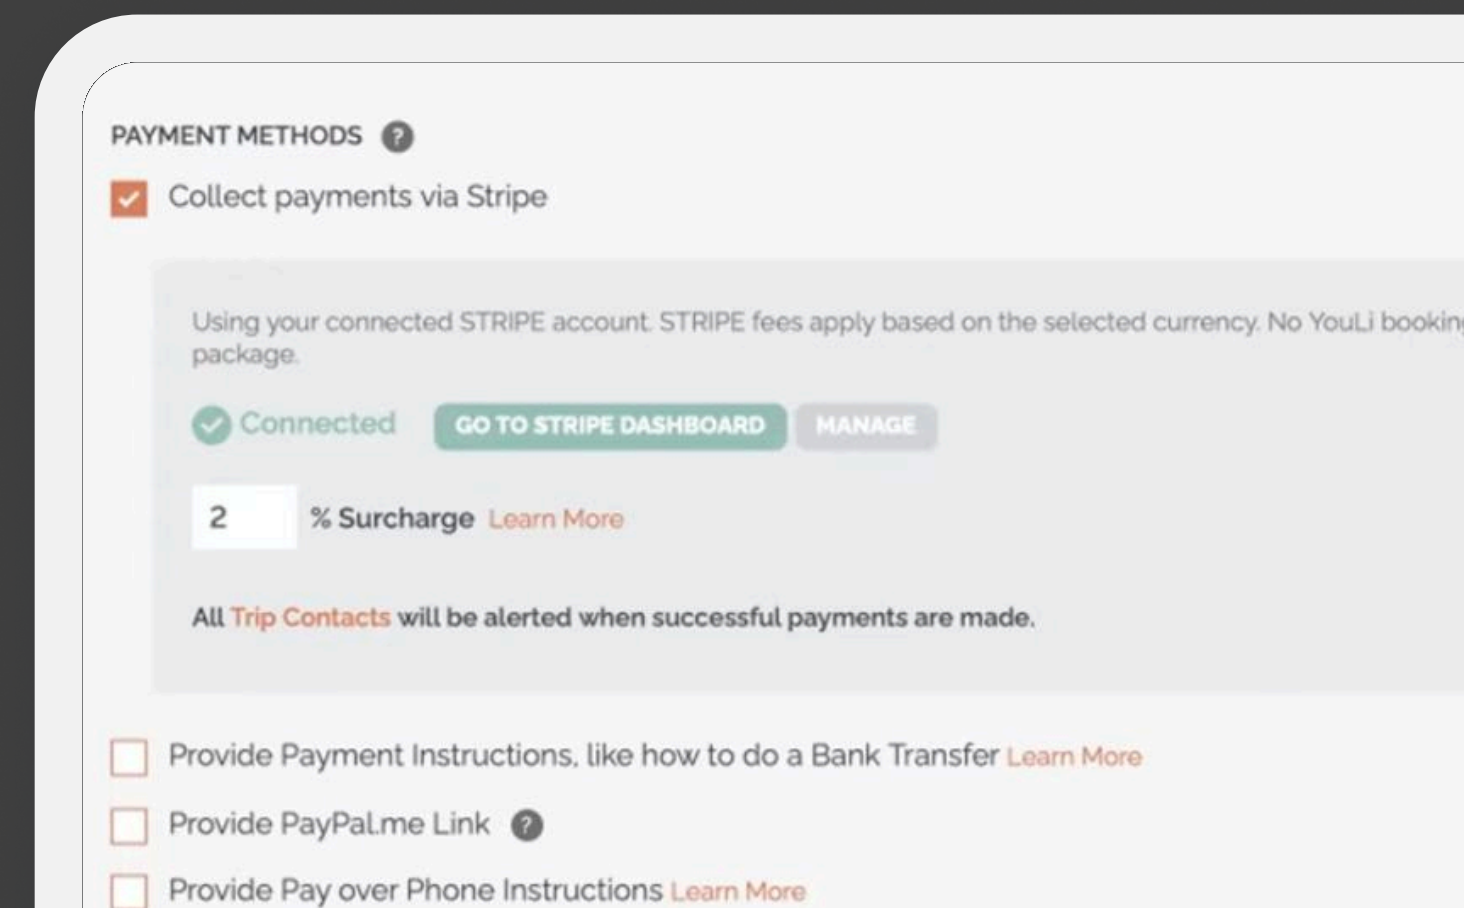 PAYMENT METHODS ?
Collect payments via Stripe
Using your connected STRIPE account. STRIPE fees apply based on the selected currency. No YouLi booking
package.
Connected GO TO STRIPE DASHBOARD MANAGE
2 % Surcharge Learn More
All Trip Contacts will be alerted when successful payments are made.
Provide Payment Instructions, like how to do a Bank Transfer Learn More
Provide PayPal.me Link ?
Provide Pay over Phone Instructions Learn More